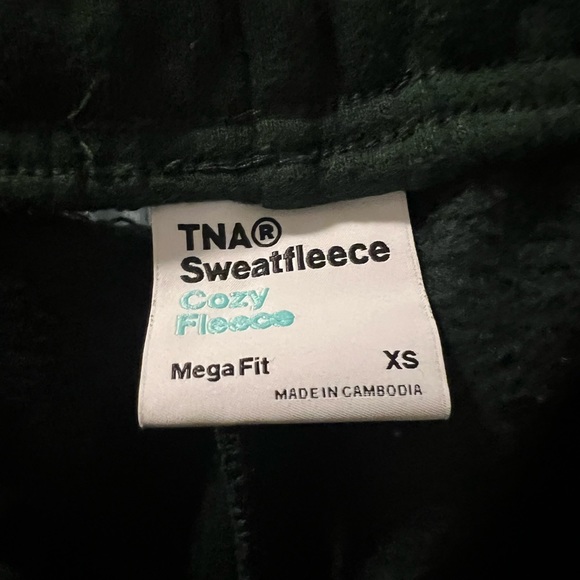 TNA®
Sweatfleece
Cozy
Fleece
Mega Fit XS
MADE IN CAMBODIA